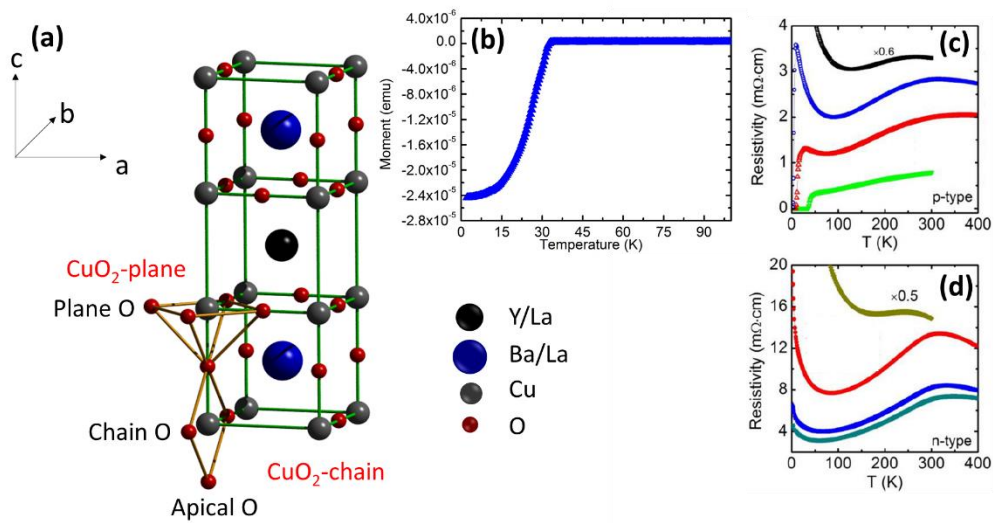 (a)
c
b
a
CuO2-plane
Plane O
Chain O
Apical O
CuO2-chain
Y/La
Ba/La
Cu
O
(b)
4.0x10-6
0.0
-4.0x10-6
-8.0x10-6
-1.2x10-5
-1.6x10-5
-2.0x10-5
-2.4x10-5
-2.8x10-5
Moment (emu)
0 15 30 45 60 75 90
Temperature (K)
(c)
×0.6
4
3
2
1
0
Resistivity (mΩ·cm)
p-type
0 100 200 300 400
T (K)
(d)
×0.5
20
16
12
8
4
Resistivity (mΩ·cm)
n-type
0 100 200 300 400
T (K)